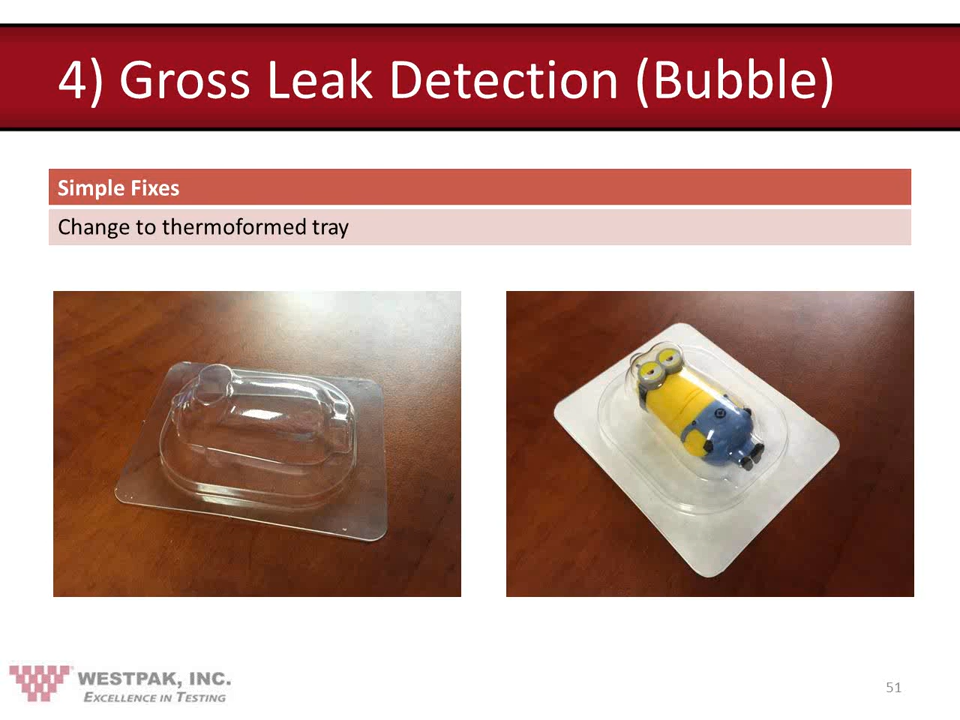 4) Gross Leak Detection (Bubble)
Simple Fixes
Change to thermoformed tray
WESTPAK, INC.
EXCELLENCE IN TESTING
51